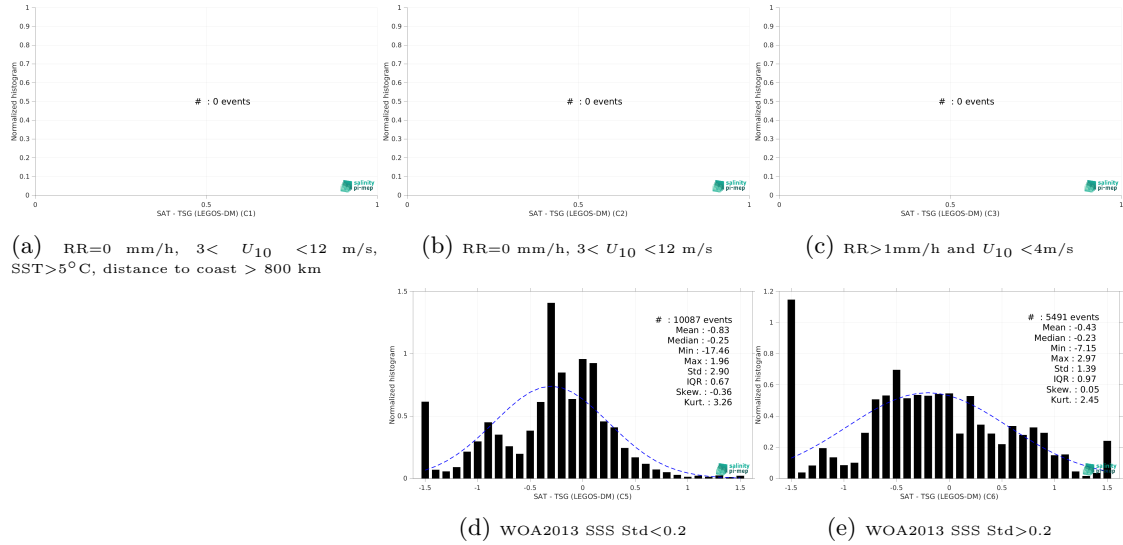 1
0.9
0.8
0.7
0.6
0.5
0.4
0.3
0.2
0.1
0
Normalized histogram
# : 0 events
0 0.5 1
SAT - TSG (LEGOS-DM) (C1)
salinity
pi-mep
1
0.9
0.8
0.7
0.6
0.5
0.4
0.3
0.2
0.1
0
Normalized histogram
# : 0 events
0 0.5 1
SAT - TSG (LEGOS-DM) (C2)
salinity
pi-mep
1
0.9
0.8
0.7
0.6
0.5
0.4
0.3
0.2
0.1
0
Normalized histogram
# : 0 events
0 0.5 1
SAT - TSG (LEGOS-DM) (C3)
salinity
pi-mep
(a) RR=0 mm/h, 3< U10 <12 m/s,
SST>5°C, distance to coast > 800 km
(b) RR=0 mm/h, 3< U10 <12 m/s
(c) RR>1mm/h and U10 <4m/s
1.5
1
0.5
0
Normalized histogram
# : 10087 events
Mean : -0.83
Median : -0.25
Min : -17.46
Max : 1.96
Std : 2.90
IQR : 0.67
Skew. : -0.36
Kurt. : 3.26
salinity
pi-mep
-1.5 -1 -0.5 0 0.5 1 1.5
SAT - TSG (LEGOS-DM) (C5)
1.2
1
0.8
0.6
0.4
0.2
0
Normalized histogram
# : 5491 events
Mean : -0.43
Median : -0.23
Min : -7.15
Max : 2.97
Std : 1.39
IQR : 0.97
Skew. : 0.05
Kurt. : 2.45
salinity
pi-mep
-1.5 -1 -0.5 0 0.5 1 1.5
SAT - TSG (LEGOS-DM) (C6)
(d) WOA2013 SSS Std<0.2
(e) WOA2013 SSS Std>0.2